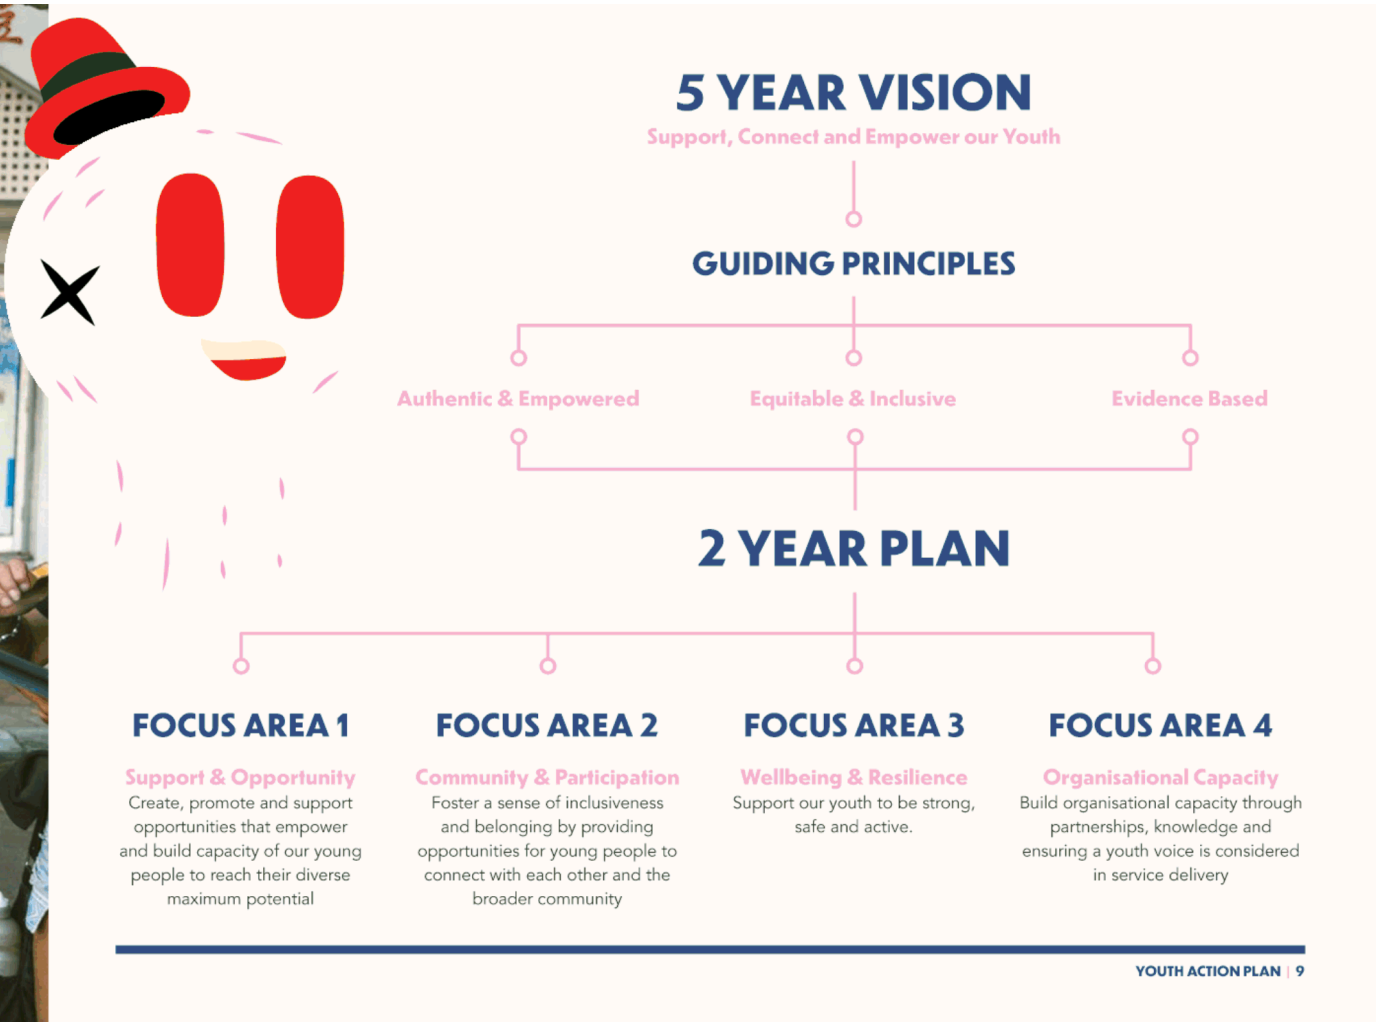 5 YEAR VISION
Support, Connect and Empower our Youth
GUIDING PRINCIPLES
Authentic & Empowered
Equitable & Inclusive
Evidence Based
2 YEAR PLAN
FOCUS AREA 1
Support & Opportunity
Create, promote and support
opportunities that empower
and build capacity of our young
people to reach their diverse
maximum potential
FOCUS AREA 2
Community & Participation
Foster a sense of inclusiveness
and belonging by providing
opportunities for young people to
connect with each other and the
broader community
FOCUS AREA 3
Wellbeing & Resilience
Support our youth to be strong,
safe and active.
FOCUS AREA 4
Organisational Capacity
Build organisational capacity through
partnerships, knowledge and
ensuring a youth voice is considered
in service delivery
YOUTH ACTION PLAN | 9